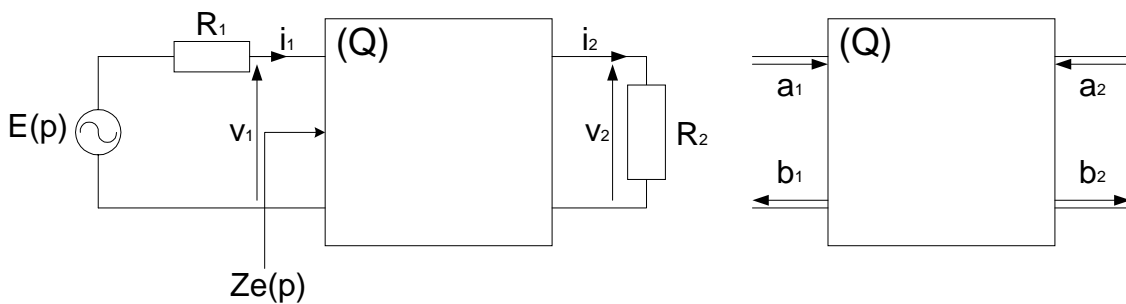 R1
i1
(Q)
i2
E(p)
v1
v2
R2
Ze(p)
(Q)
a1
a2
b1
b2